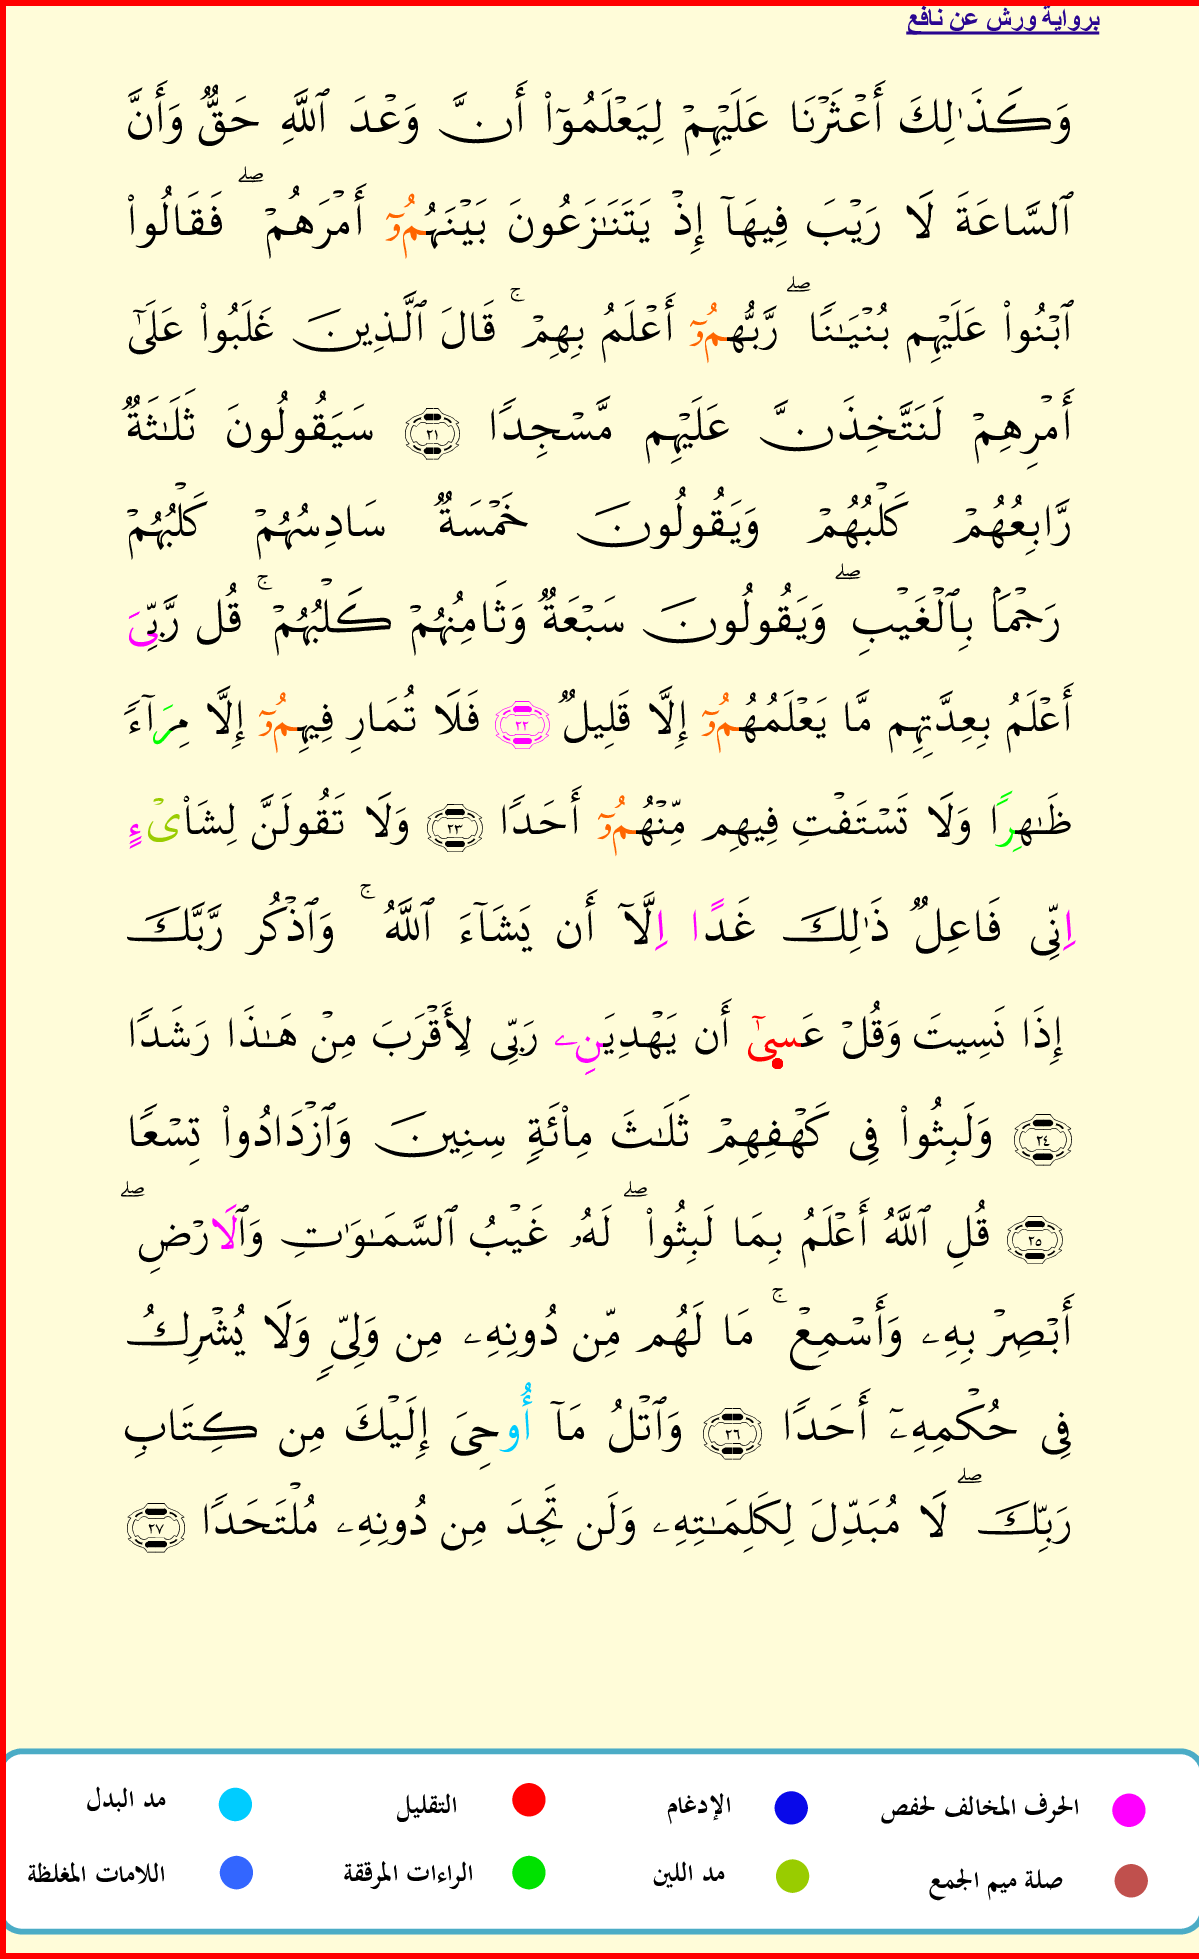 برواية ورش عن نافع
وَكَذَٰلِكَ أَعْثَرْنَا عَلَيْهِمْ لِيَعْلَمُوٓا۟ أَنَّ وَعْدَ ٱللَّهِ حَقٌّ وَأَنَّ
ٱلسَّاعَةَ لَا رَيْبَ فِيهَآ إِذْ يَتَنَـٰزَعُونَ بَيْنَهُمُۥٓ أَمْرَهُمْ ۖ فَقَالُوا۟
ٱبْنُوا۟ عَلَيْهِم بُنْيَـٰنًا ۖ رَّبُّهُمُۥٓ أَعْلَمُ بِهِمْ ۚ قَالَ ٱلَّذِينَ غَلَبُوا۟ عَلَىٰٓ
أَمْرِهِمْ لَنَتَّخِذَنَّ عَلَيْهِم مَّسْجِدًا ٢١ سَيَقُولُونَ ثَلَـٰثَةٌ
رَّابِعُهُمْ كَلْبُهُمْ وَيَقُولُونَ خَمْسَةٌ سَادِسُهُمْ كَلْبُهُمْ
رَجْمًۢا بِٱلْغَيْبِ ۖ وَيَقُولُونَ سَبْعَةٌ وَثَامِنُهُمْ كَلْبُهُمْ ۚ قُل رَّبِّىَ
أَعْلَمُ بِعِدَّتِهِم مَّا يَعْلَمُهُمُۥٓ إِلَّا قَلِيلٌ ٢٢ فَلَا تُمَارِ فِيهِمُۥٓ إِلَّا مِرَآءً
ظَـٰهِرًا وَلَا تَسْتَفْتِ فِيهِم مِّنْهُمُۥٓ أَحَدًا ٢٣ وَلَا تَقُولَنَّ لِشَا۟ىْءٍ
اِنِّى فَاعِلٌ ذَٰلِكَ غَدًا اِلَّآ أَن يَشَآءَ ٱللَّهُ ۚ وَٱذْكُر رَّبَّكَ
إِذَا نَسِيتَ وَقُلْ عَسىٰٓ أَن يَهْدِيَنِۦ رَبِّى لِأَقْرَبَ مِنْ هَـٰذَا رَشَدًا
٢٤ وَلَبِثُوا۟ فِى كَهْفِهِمْ ثَلَـٰثَ مِا۟ئَةٍ سِنِينَ وَٱزْدَادُوا۟ تِسْعًا
٢٥ قُلِ ٱللَّهُ أَعْلَمُ بِمَا لَبِثُوا۟ ۖ لَهُۥ غَيْبُ ٱلسَّمَـٰوَٰتِ وَٱلَارْضِ ۖ
أَبْصِرْ بِهِۦ وَأَسْمِعْ ۚ مَا لَهُم مِّن دُونِهِۦ مِن وَلِىٍّ وَلَا يُشْرِكُ
فِى حُكْمِهِۦٓ أَحَدًا ٢٦ وَٱتْلُ مَآ أُوحِىَ إِلَيْكَ مِن كِتَابِ
رَبِّكَ ۖ لَا مُبَدِّلَ لِكَلِمَـٰتِهِۦ وَلَن تَجِدَ مِن دُونِهِۦ مُلْتَحَدًا ٢٧
الحرف المخالف لحفص الإدغام التقليل مد البدل
صلة ميم الجمع مد اللين الراءات المرققة اللامات المغلظة